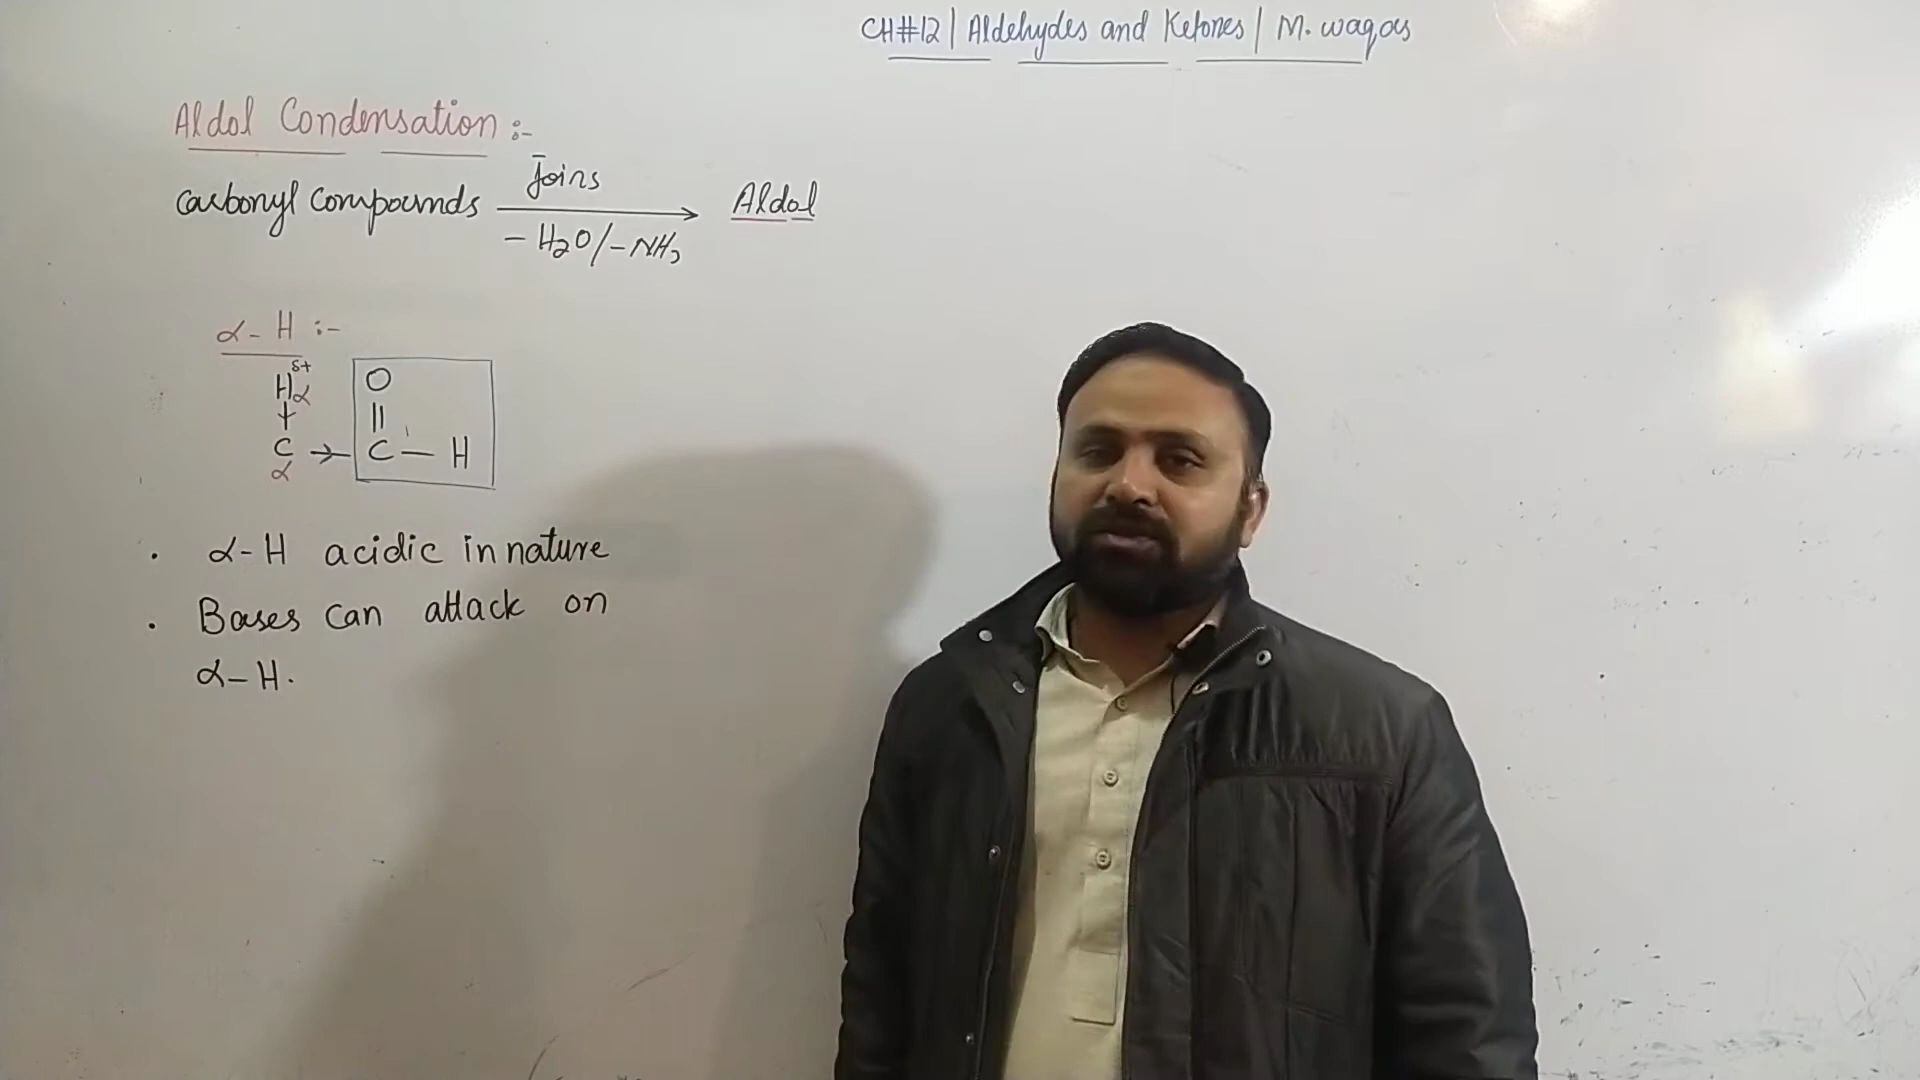 CH#12 | Aldehydes and Ketones | M. waqas
Aldol Condensation :-
Carbonyl Compounds Joins Aldol
- H2O/- NH3
α - H :-
δ+
Hα O
C C - H
α
. α-H acidic in nature
. Bases can attack on
α-H.